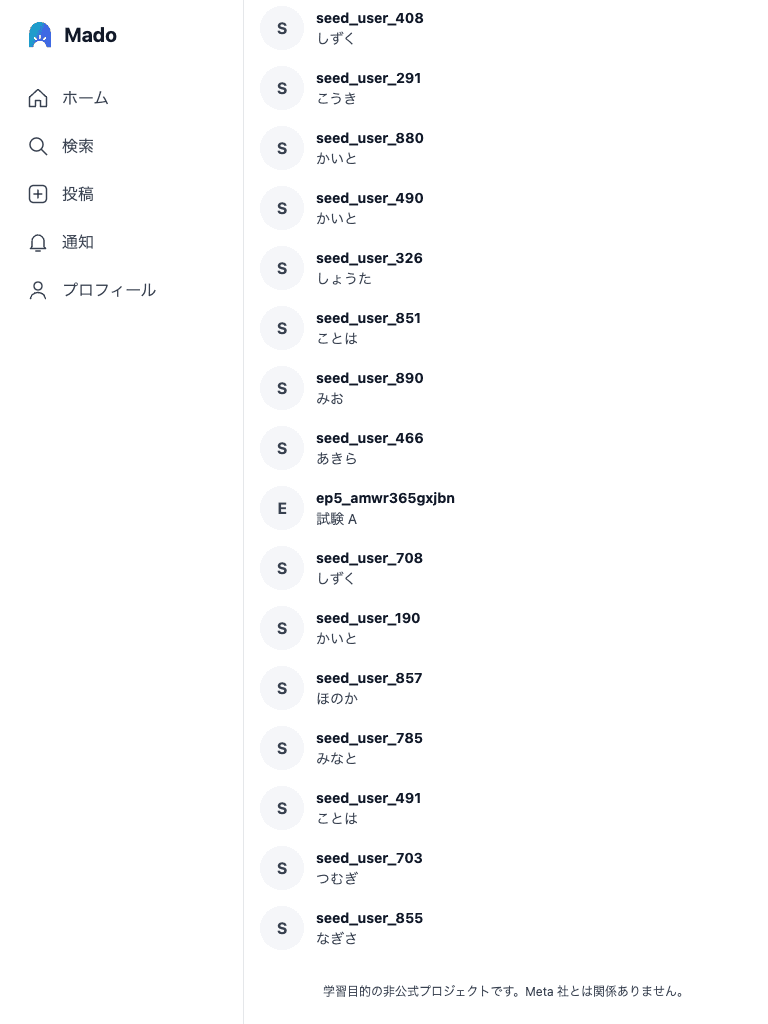 Mado
ホーム
検索
投稿
通知
プロフィール
S
seed_user_408
しずく
S
seed_user_291
こうき
S
seed_user_880
かいと
S
seed_user_490
かいと
S
seed_user_326
しょうた
S
seed_user_851
ことは
S
seed_user_890
みお
S
seed_user_466
あきら
E
ep5_amwr365gxjbn
試験 A
S
seed_user_708
しずく
S
seed_user_190
かいと
S
seed_user_857
ほのか
S
seed_user_785
みなと
S
seed_user_491
ことは
S
seed_user_703
つむぎ
S
seed_user_855
なぎさ
学習目的の非公式プロジェクトです。Meta 社とは関係ありません。